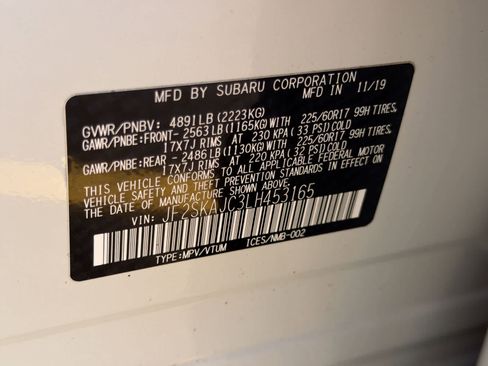 MFD BY SUBARU CORPORATION
MFD IN 11/19
GVWR/PNBV: 4891LB(2223KG)
GAWR/PNBE:FRONT- 2563LB(1165KG)WITH 225/60R17 99H TIRES,
17X7J RIMS, AT 230 KPA(33 PSI)COLD
GAWR/PNBE:REAR -2486LB(1130KG)WITH 225/60R17 99H TIRES,
17X7J RIMS, AT 220 KPA(32 PSI)COLD
THIS VEHICLE CONFORMS TO ALL APPLICABLE FEDERAL MOTOR
VEHICLE SAFETY AND THEFT PREVENTION STANDARDS IN EFFECT ON
THE DATE OF MANUFACTURE SHOWN ABOVE.
VIN: JF2SKAJC3LH453165
TYPE:MPV/VTUM ICES/NMB-002